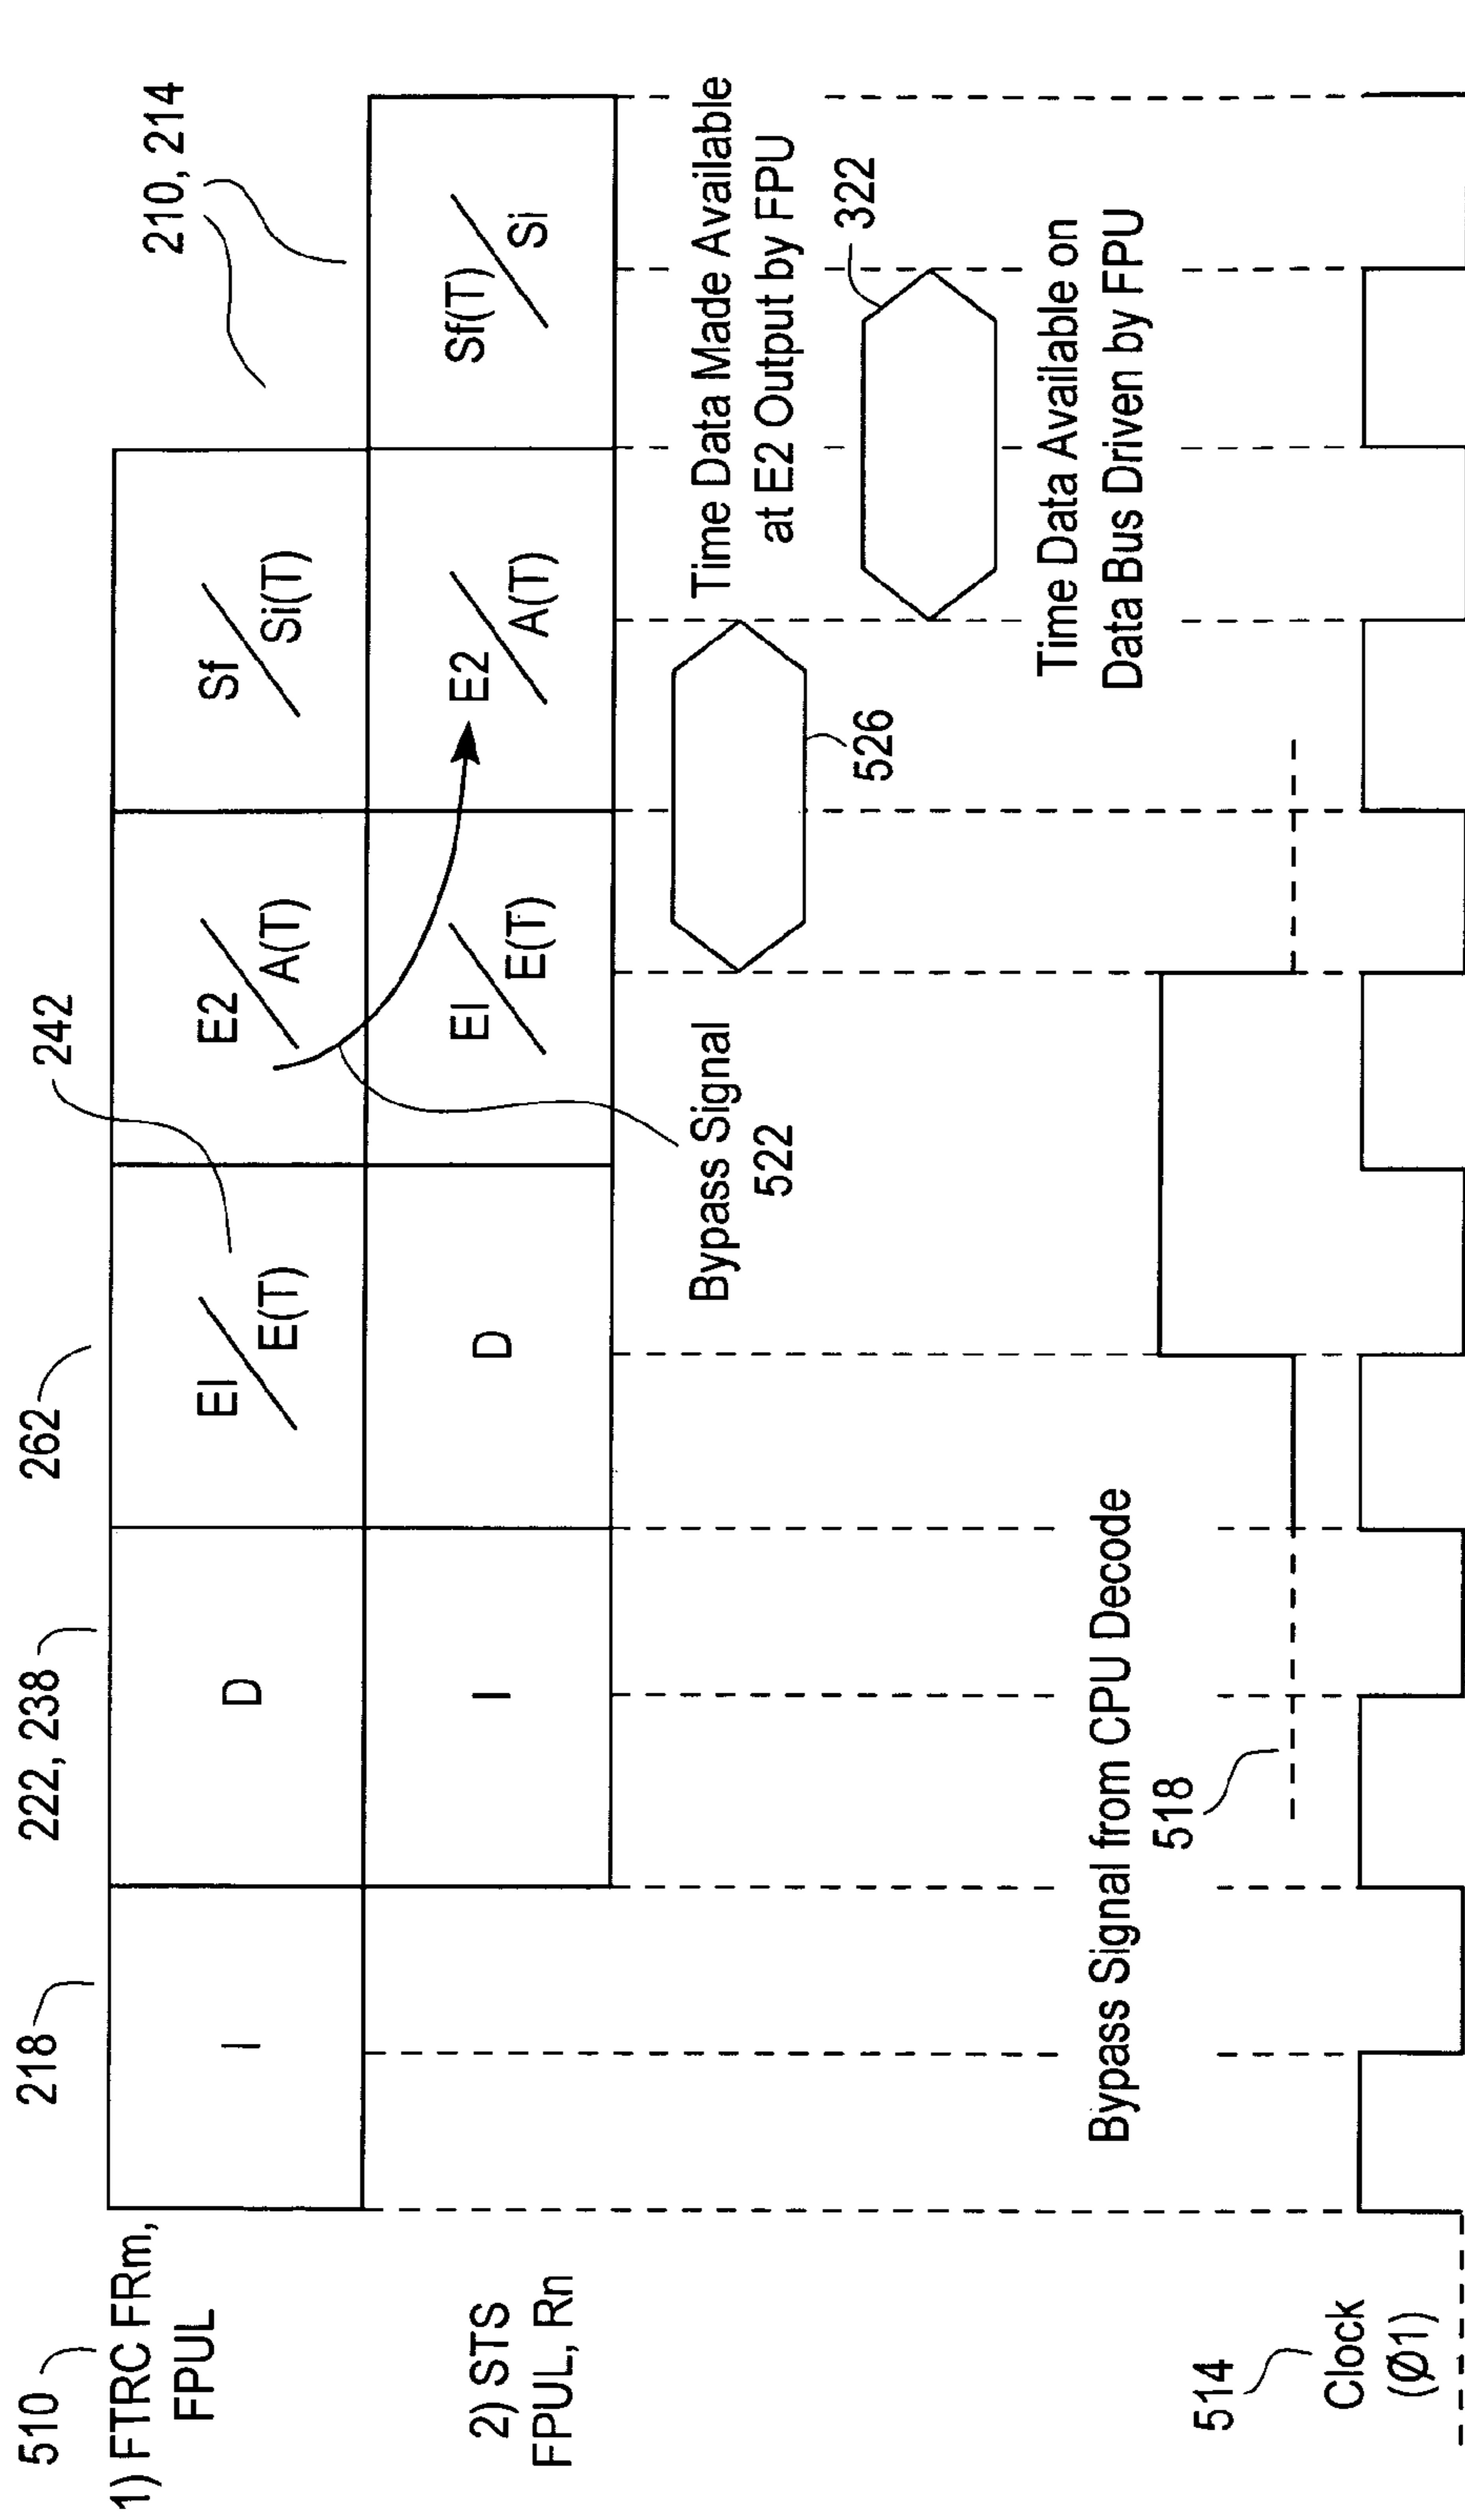 510
218
222, 238
262
242
210, 214
1) FTRC FRm,
FPUL
I
D
EI
E(T)
E2
A(T)
Sf
Si(T)
2) STS
FPUL, Rn
I
D
EI
E(T)
E2
A(T)
Sf(T)
Si
Bypass Signal
522
Time Data Made Available
at E2 Output by FPU
526
322
Time Data Available on
Data Bus Driven by FPU
Bypass Signal from CPU Decode
518
514
Clock
(Ø1)